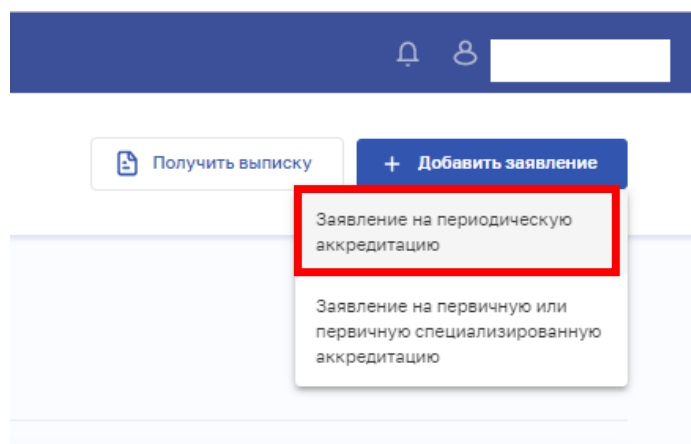 Получить выписку
+ Добавить заявление
Заявление на периодическую
аккредитацию
Заявление на первичную или
первичную специализированную
аккредитацию